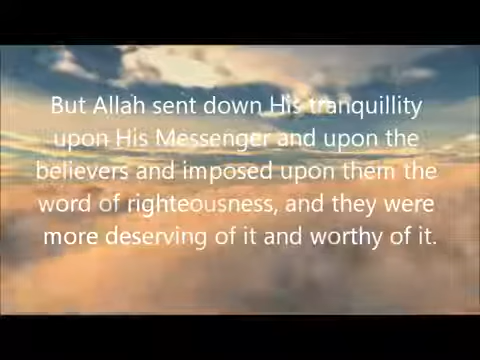 But Allah sent down His tranquillity
upon His Messenger and upon the
believers and imposed upon them the
word of righteousness, and they were
more deserving of it and worthy of it.